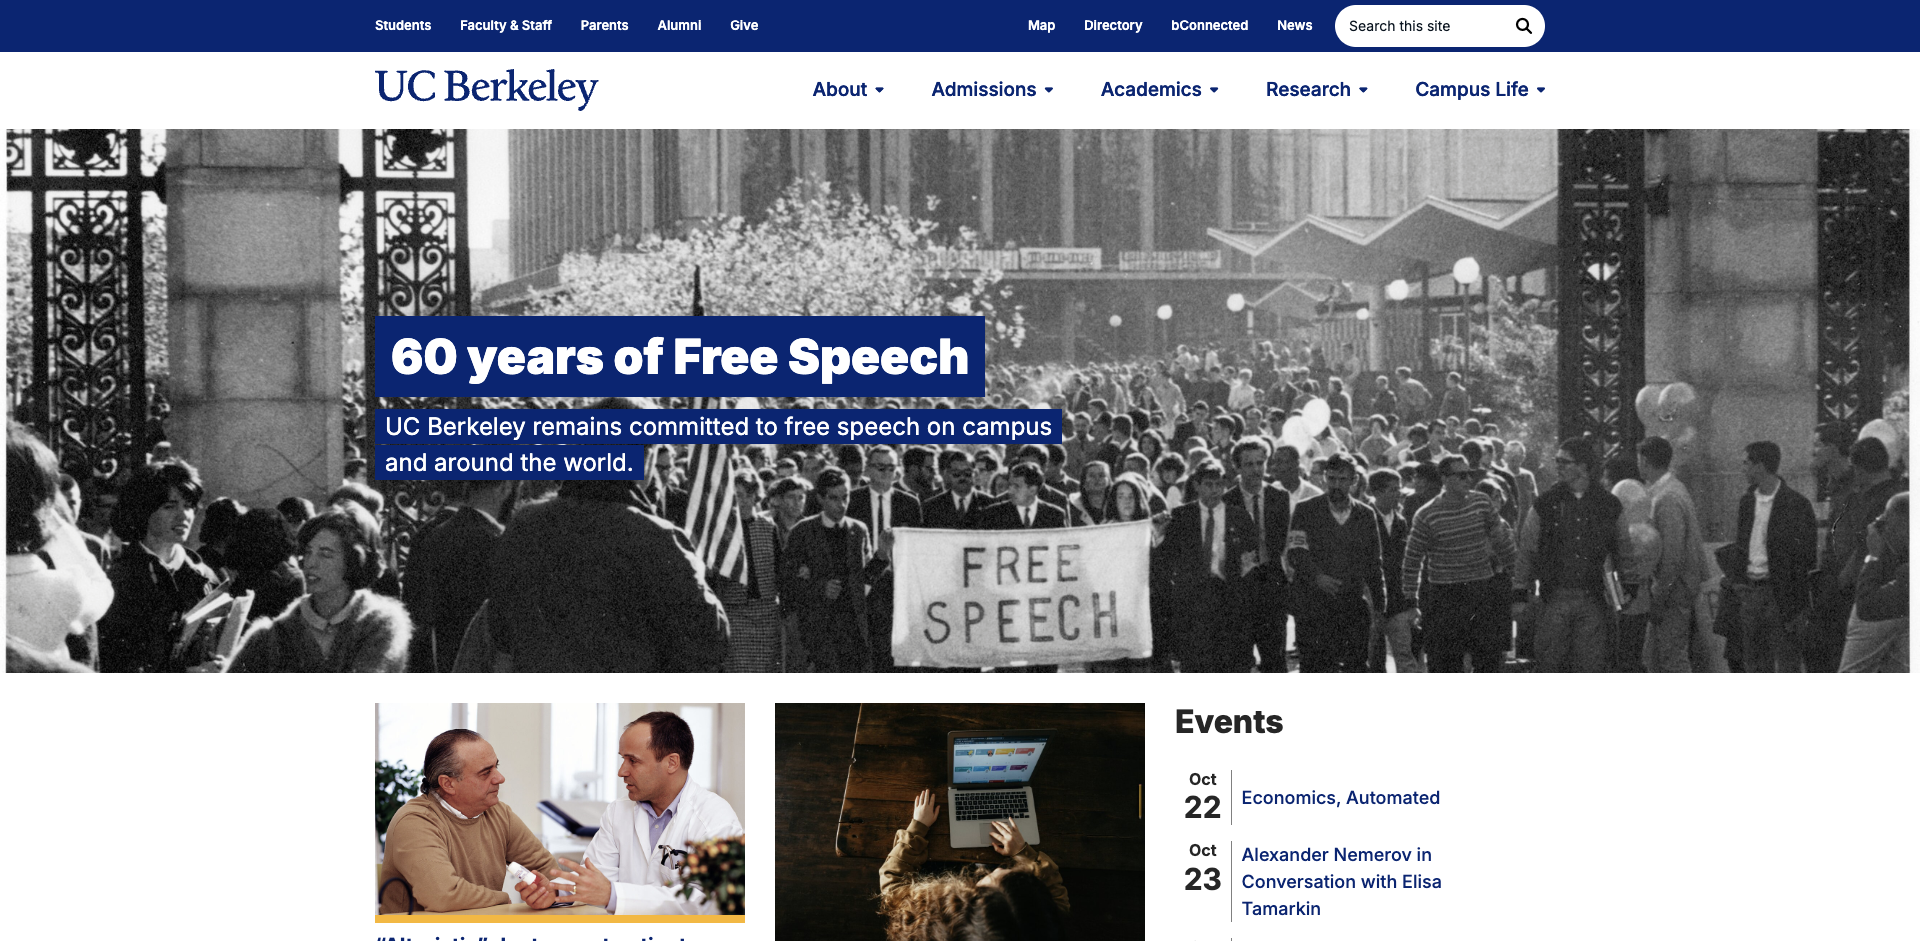 Students Faculty & Staff Parents Alumni Give Map Directory bConnected News Search this site
UC Berkeley About Admissions Academics Research Campus Life
60 years of Free Speech
UC Berkeley remains committed to free speech on campus
and around the world.
FREE
SPEECH
Events
Oct
22
Economics, Automated
Oct
23
Alexander Nemerov in
Conversation with Elisa
Tamarkin